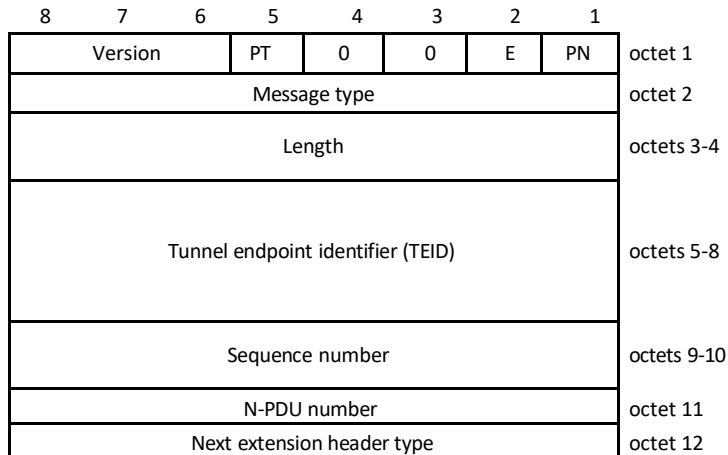 8 7 6 5 4 3 2 1
Version PT 0 0 E PN octet 1
Message type octet 2
Length octets 3-4
Tunnel endpoint identifier (TEID) octets 5-8
Sequence number octets 9-10
N-PDU number octet 11
Next extension header type octet 12